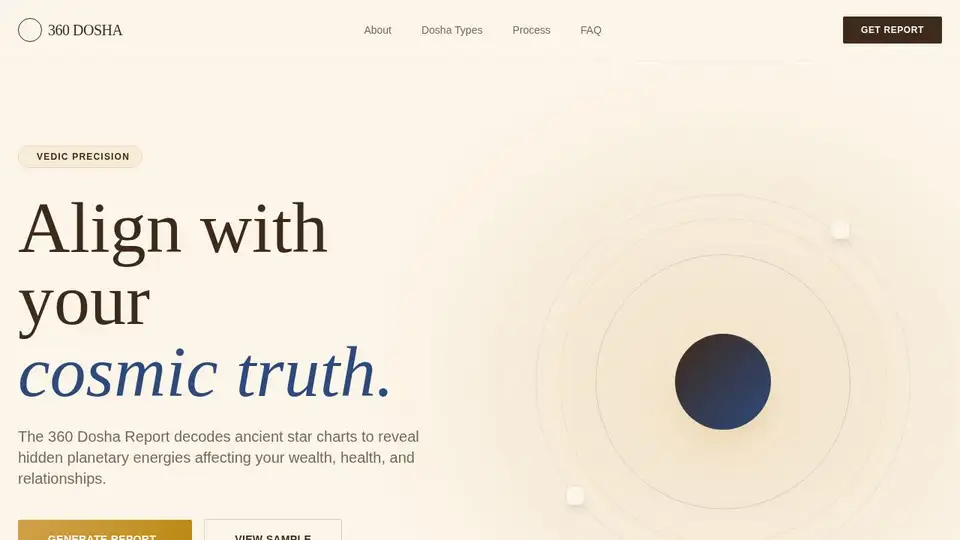 360 DOSHA
About
Dosha Types
Process
FAQ
GET REPORT
VEDIC PRECISION
Align with
your
cosmic truth.
The 360 Dosha Report decodes ancient star charts to reveal
hidden planetary energies affecting your wealth, health, and
relationships.
GENERATE REPORT
VIEW SAMPLE